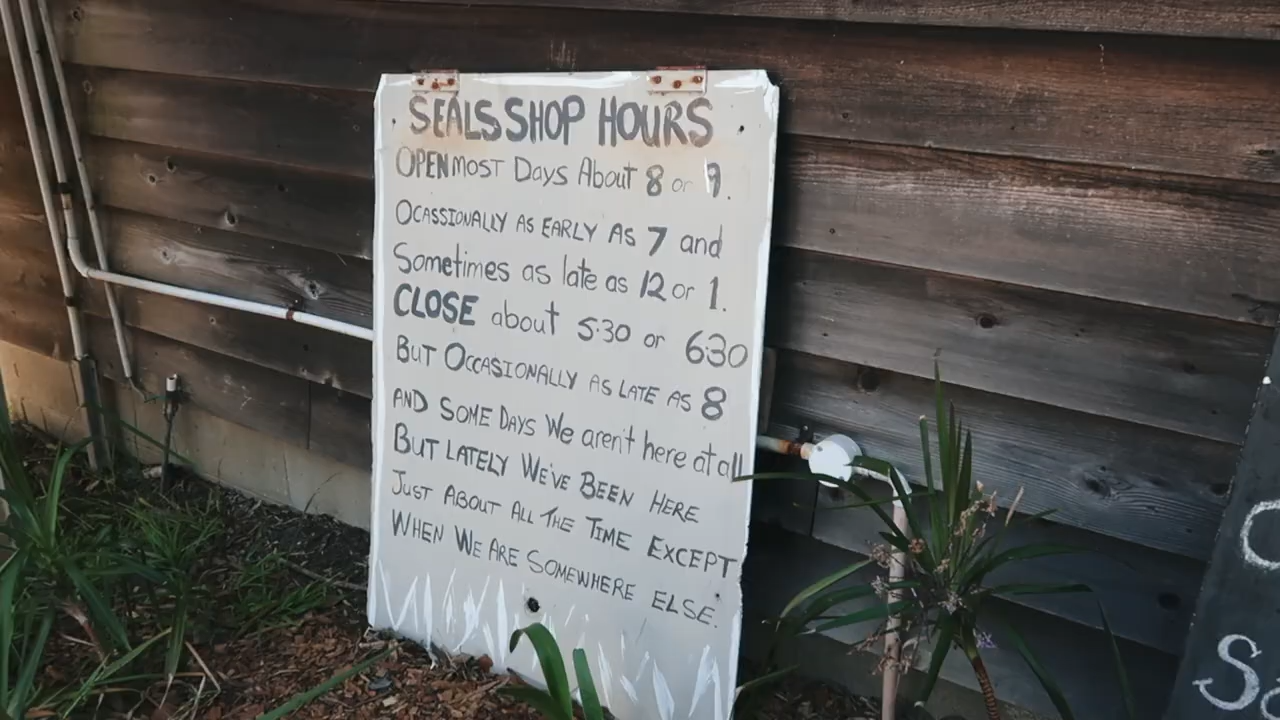 SEALS SHOP HOURS
OPEN MOST Days About 8 or 9.
OCASSIONALLY AS EARLY AS 7 and
Sometimes as late as 12 or 1.
CLOSE about 5.30 or 630
BUT OCCASIONALLY AS LATE AS 8
AND SOME DAYS We aren't here at all
BUT LATELY WE'VE BEEN HERE
JUST ABOUT ALL THE TIME EXCEPT
WHEN WE ARE SOMEWHERE ELSE.